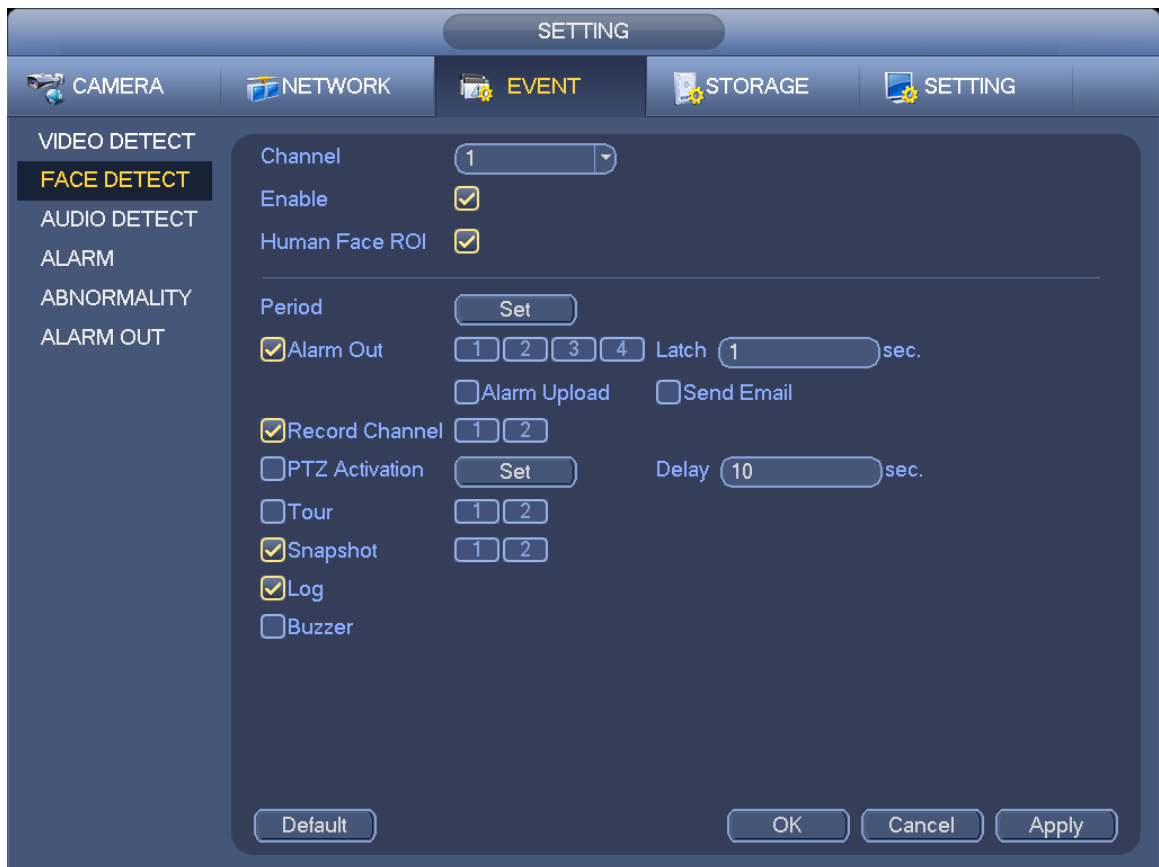 SETTING
CAMERA NETWORK EVENT STORAGE SETTING
VIDEO DETECT
FACE DETECT
AUDIO DETECT
ALARM
ABNORMALITY
ALARM OUT
Channel 1
Enable
Human Face ROI
Period Set
Alarm Out 1 2 3 4 Latch 1 sec.
Alarm Upload Send Email
Record Channel 1 2
PTZ Activation Set Delay 10 sec.
Tour 1 2
Snapshot 1 2
Log
Buzzer
Default OK Cancel Apply